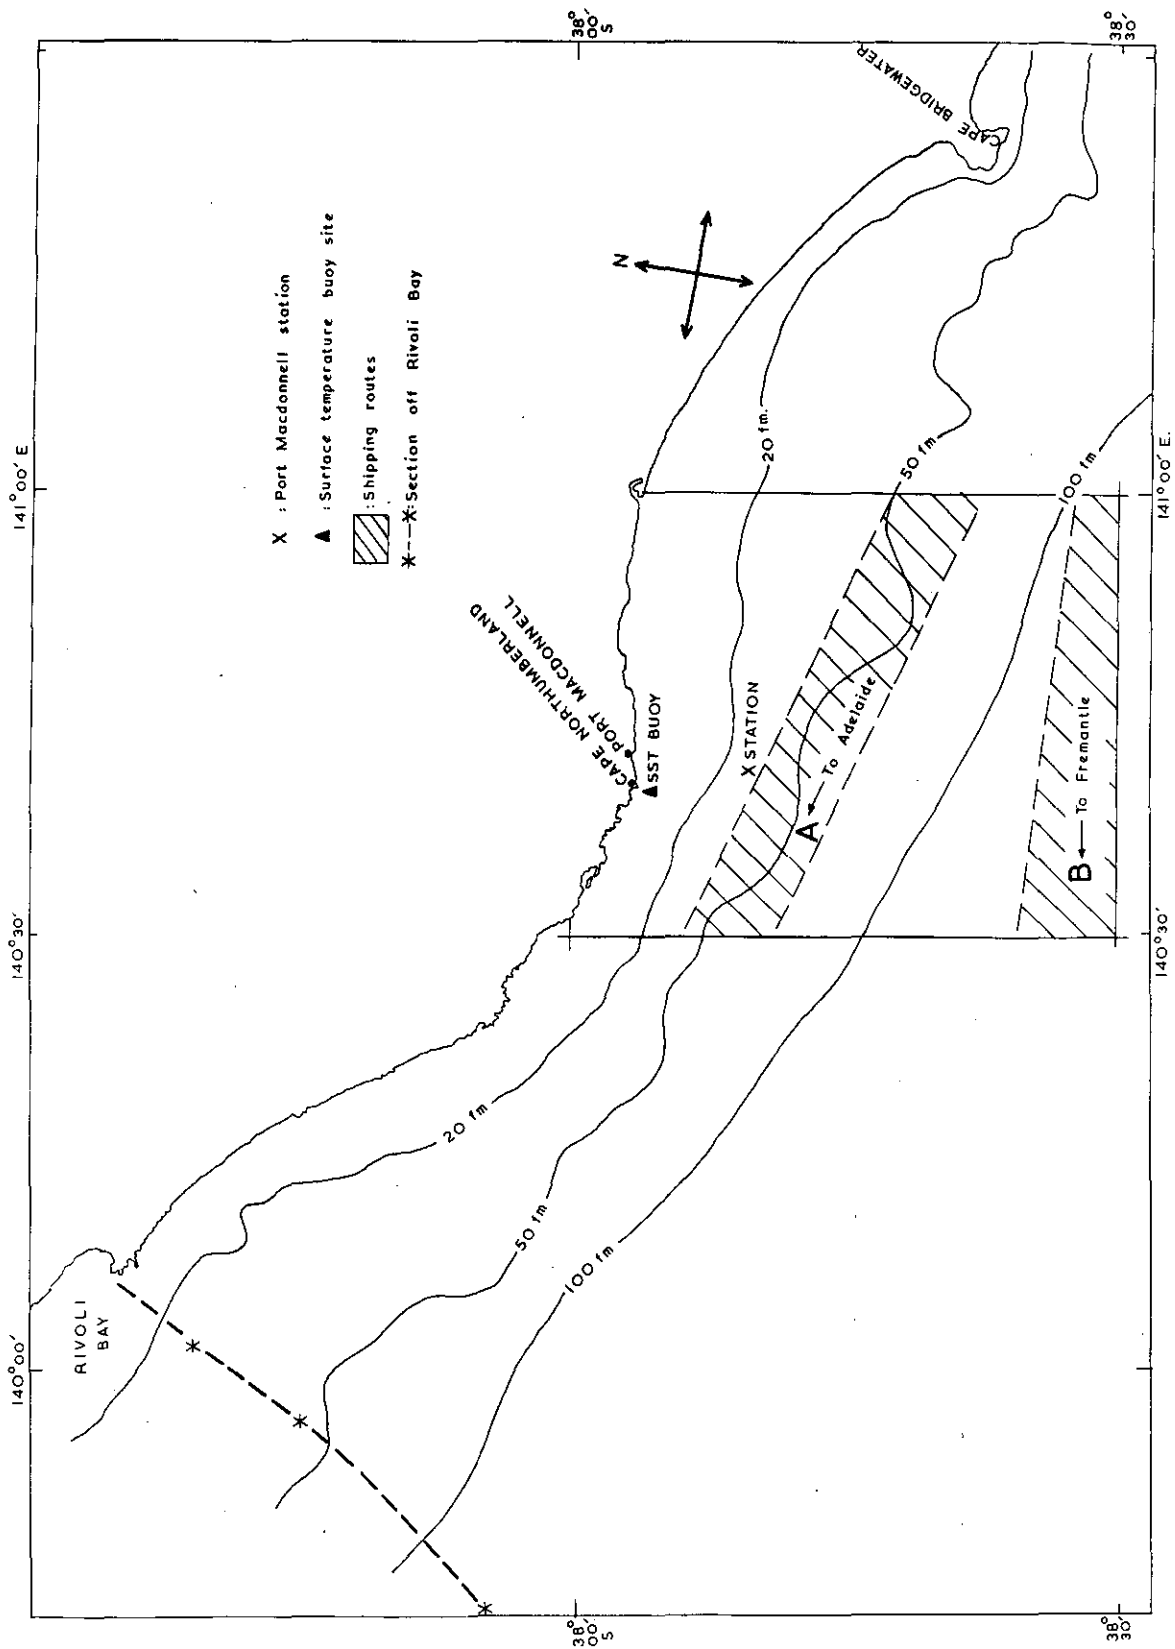 141°00′ E
140°30′
140°00′
38°
00′
S
38°
30′
X : Port Macdonnell station
▲ : Surface temperature buoy site
: Shipping routes
*---*: Section off Rivoli Bay
N
CAPE BRIDGEWATER
CAPE NORTHUMBERLAND
PORT MACDONNELL
RIVOLI
BAY
▲SST BUOY
X STATION
20 fm.
50 fm
100 fm
20 fm
50 fm
100 fm
A
To Adelaide
B
To Fremantle
38°
00′
S
38°
30′
141°00′ E.
140°30′